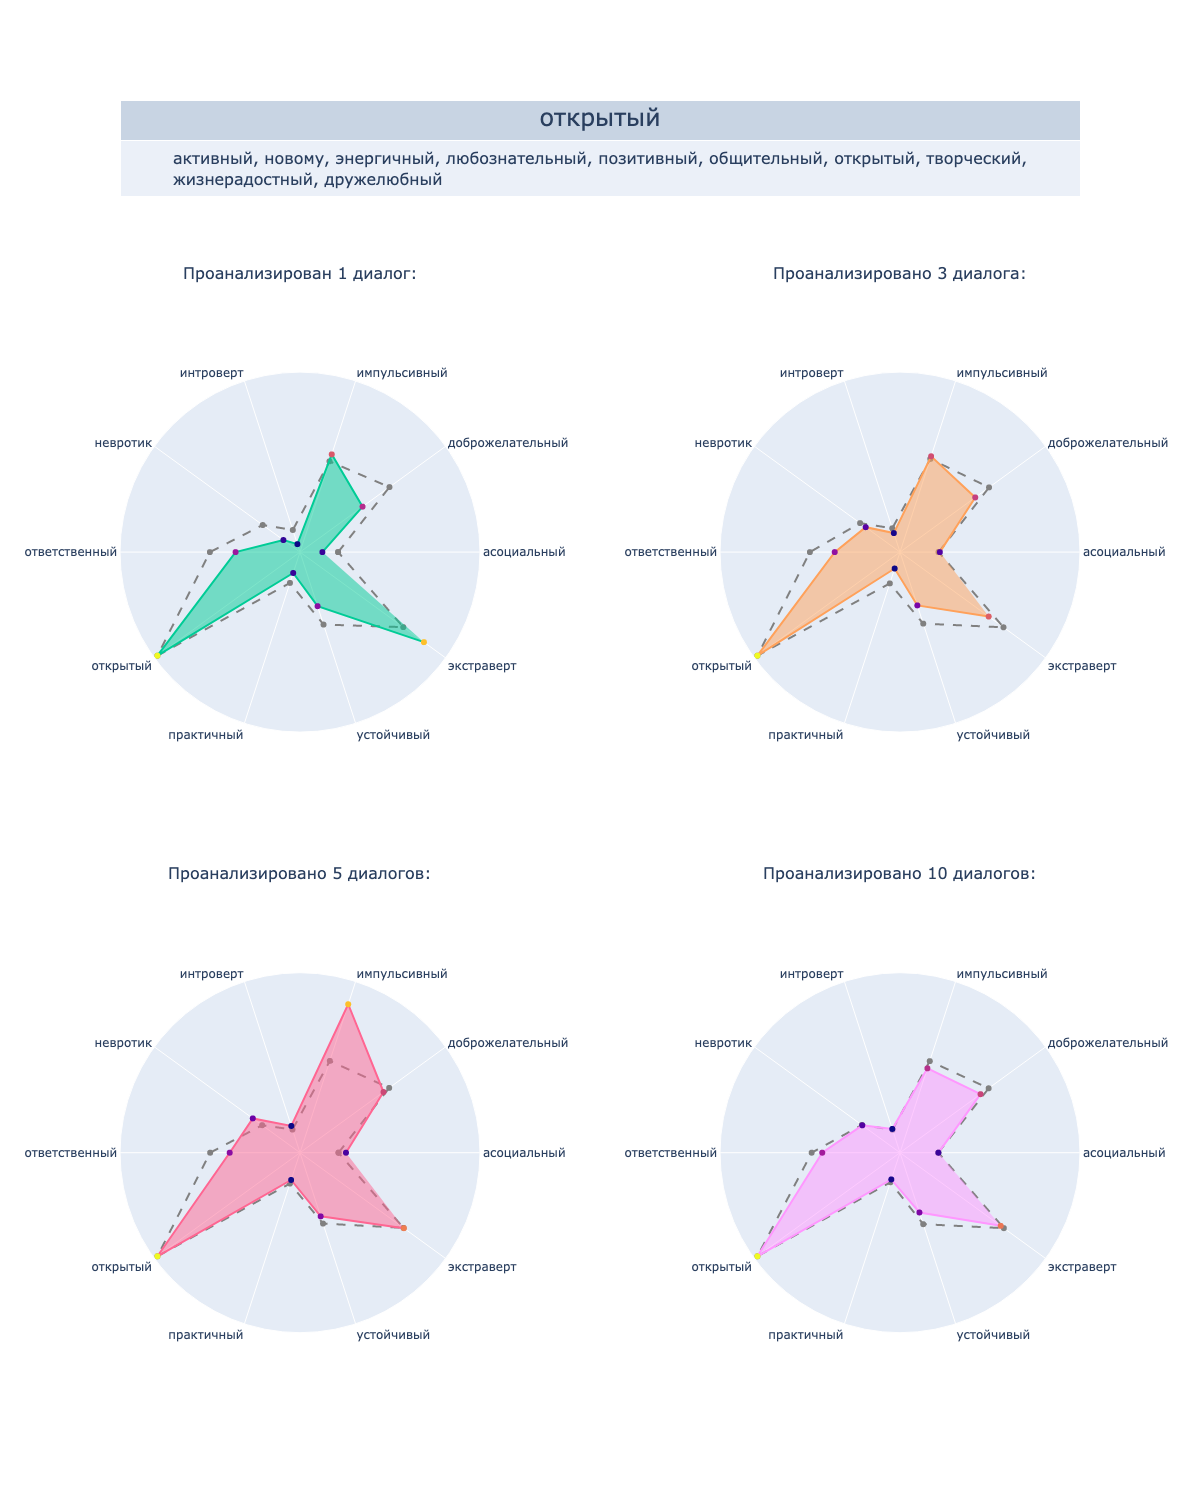 открытый
активный, новому, энергичный, любознательный, позитивный, общительный, открытый, творческий,
жизнерадостный, дружелюбный
Проанализирован 1 диалог:
интроверт
импульсивный
невротик
доброжелательный
ответственный
асоциальный
открытый
экстраверт
практичный
устойчивый
Проанализировано 3 диалога:
интроверт
импульсивный
невротик
доброжелательный
ответственный
асоциальный
открытый
экстраверт
практичный
устойчивый
Проанализировано 5 диалогов:
интроверт
импульсивный
невротик
доброжелательный
ответственный
асоциальный
открытый
экстраверт
практичный
устойчивый
Проанализировано 10 диалогов:
интроверт
импульсивный
невротик
доброжелательный
ответственный
асоциальный
открытый
экстраверт
практичный
устойчивый